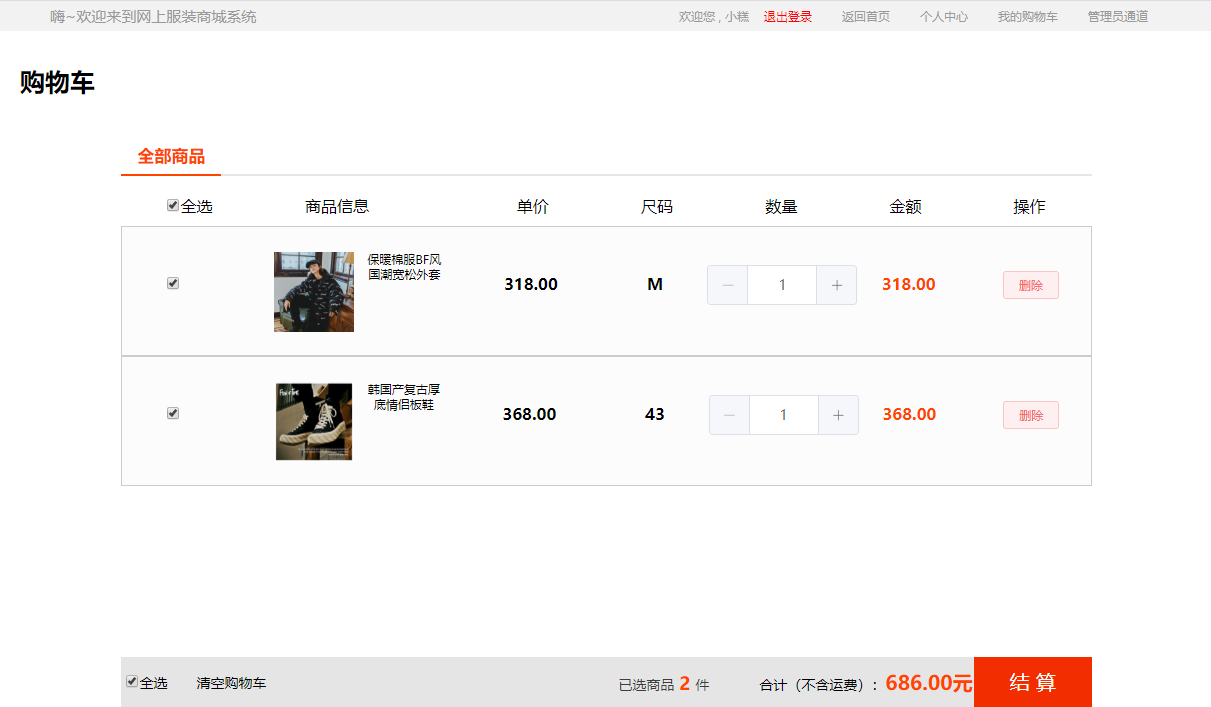 嗨~欢迎来到网上服装商城系统 欢迎您 , 小糕 退出登录 返回首页 个人中心 我的购物车 管理员通道
购物车
全部商品
全选 商品信息 单价 尺码 数量 金额 操作
保暖棉服BF风
国潮宽松外套
318.00 M 1 318.00 删除
韩国产复古厚
底情侣板鞋
368.00 43 1 368.00 删除
全选 清空购物车 已选商品 2 件 合计（不含运费）: 686.00元 结 算